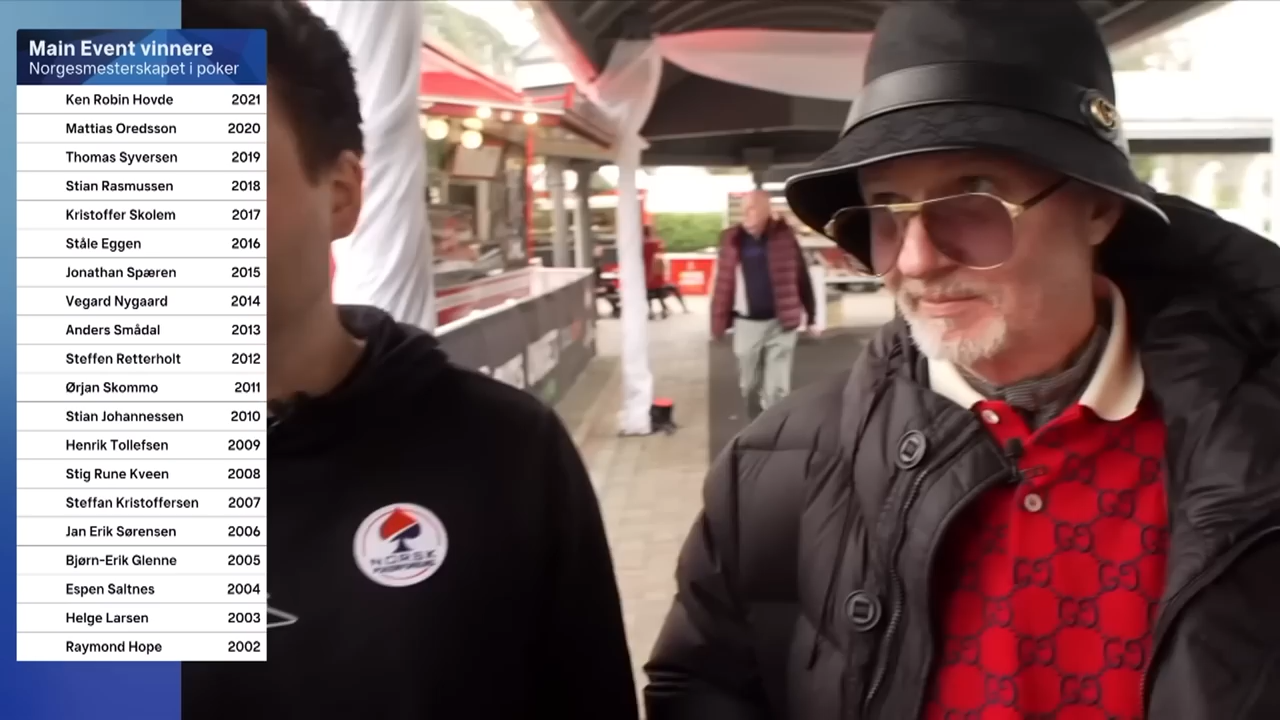 Main Event vinnere
Norgesmesterskapet i poker
Ken Robin Hovde 2021
Mattias Oredsson 2020
Thomas Syversen 2019
Stian Rasmussen 2018
Kristoffer Skolem 2017
Ståle Eggen 2016
Jonathan Spæren 2015
Vegard Nygaard 2014
Anders Smådal 2013
Steffen Retterholt 2012
Ørjan Skommo 2011
Stian Johannessen 2010
Henrik Tollefsen 2009
Stig Rune Kveen 2008
Steffan Kristoffersen 2007
Jan Erik Sørensen 2006
Bjørn-Erik Glenne 2005
Espen Saltnes 2004
Helge Larsen 2003
Raymond Hope 2002
NORSK